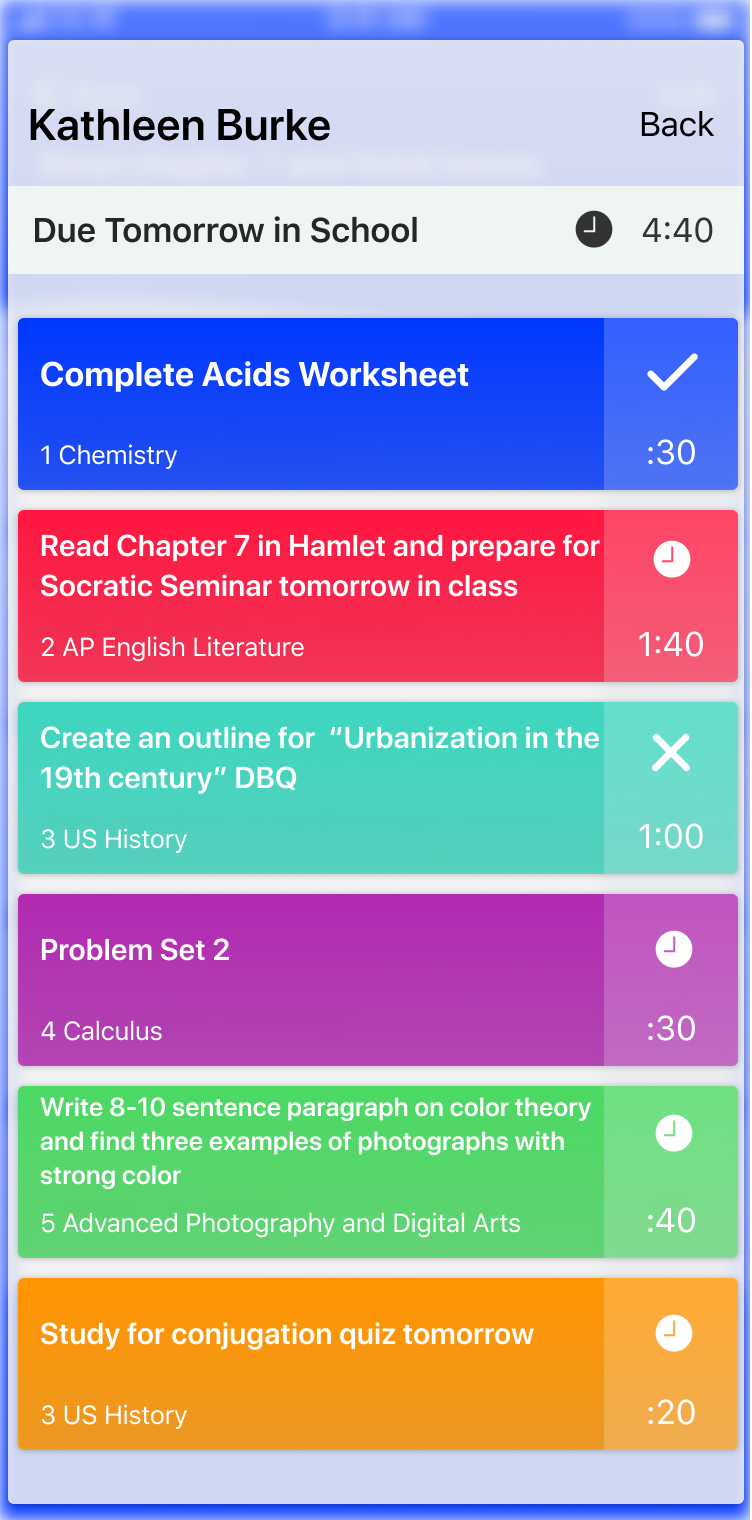 Kathleen Burke Back
Due Tomorrow in School 4:40
Complete Acids Worksheet
1 Chemistry :30
Read Chapter 7 in Hamlet and prepare for
Socratic Seminar tomorrow in class
2 AP English Literature 1:40
Create an outline for “Urbanization in the
19th century” DBQ
3 US History 1:00
Problem Set 2
4 Calculus :30
Write 8-10 sentence paragraph on color theory
and find three examples of photographs with
strong color
5 Advanced Photography and Digital Arts :40
Study for conjugation quiz tomorrow
3 US History :20